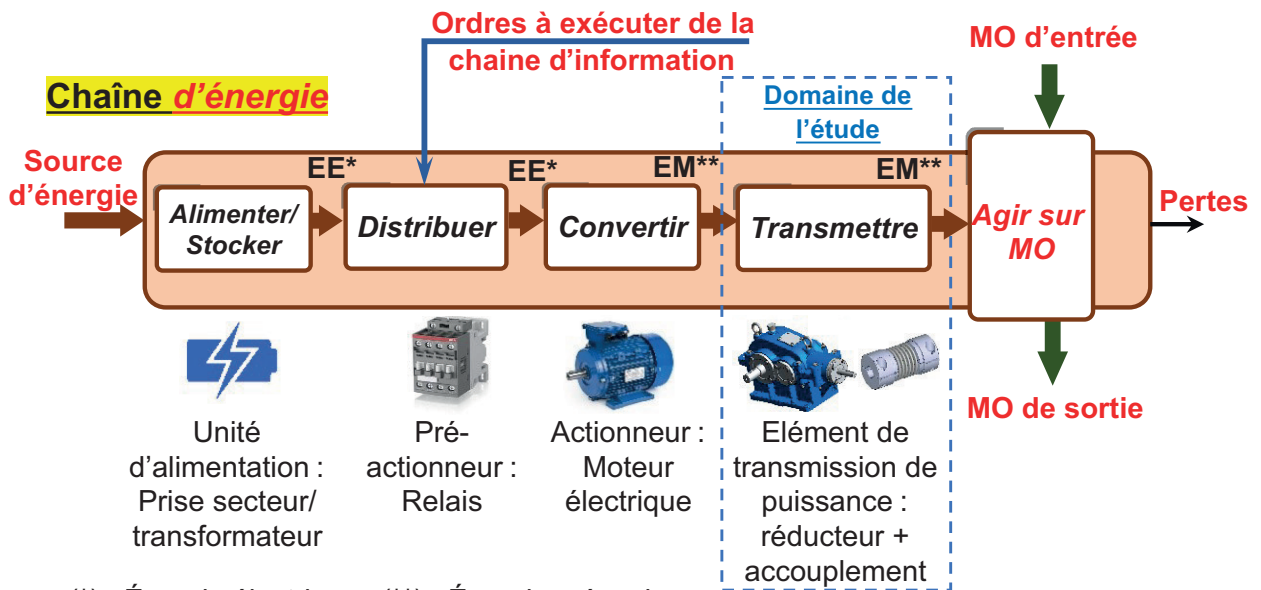 Ordres à exécuter de la
chaine d'information
MO d'entrée
Chaîne d'énergie
Domaine de
l'étude
Source
d'énergie
EE*
EE*
EM**
EM**
Alimenter/
Stocker
Distribuer
Convertir
Transmettre
Agir sur
MO
Pertes
MO de sortie
Unité
d'alimentation :
Prise secteur/
transformateur
Pré-
actionneur :
Relais
Actionneur :
Moteur
électrique
Elément de
transmission de
puissance :
réducteur +
accouplement